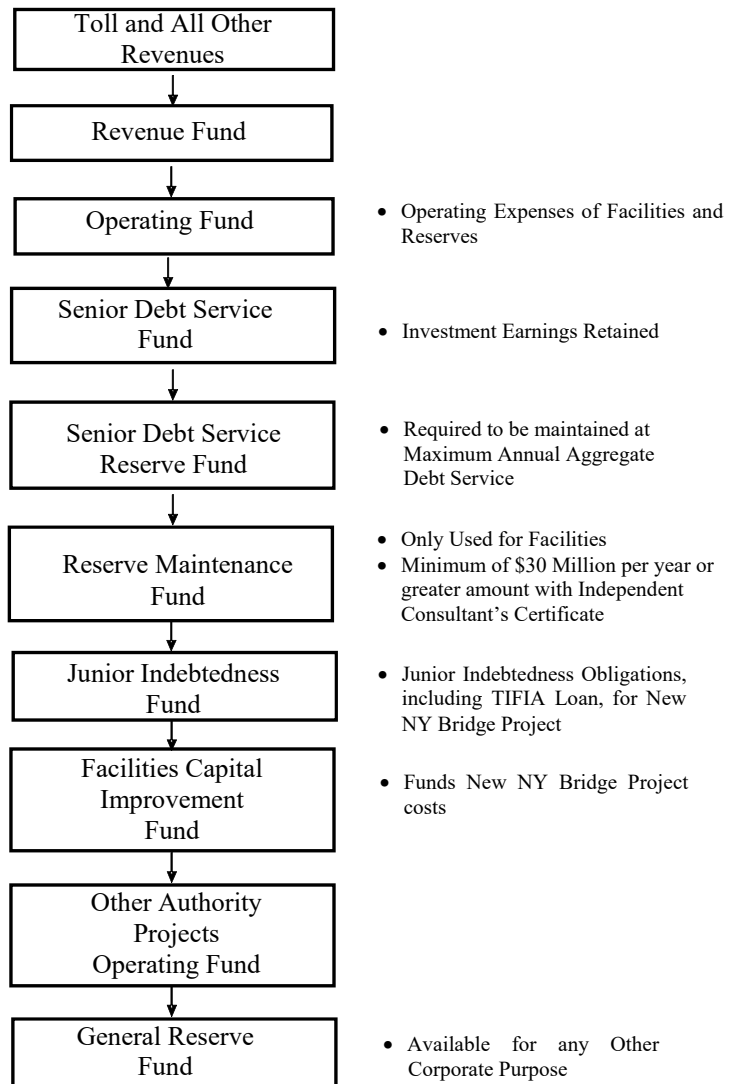 Toll and All Other
Revenues
Revenue Fund
Operating Fund
• Operating Expenses of Facilities and
Reserves
Senior Debt Service
Fund
• Investment Earnings Retained
Senior Debt Service
Reserve Fund
• Required to be maintained at
Maximum Annual Aggregate
Debt Service
Reserve Maintenance
Fund
• Only Used for Facilities
• Minimum of $30 Million per year or
greater amount with Independent
Consultant’s Certificate
Junior Indebtedness
Fund
• Junior Indebtedness Obligations,
including TIFIA Loan, for New
NY Bridge Project
Facilities Capital
Improvement
Fund
• Funds New NY Bridge Project
costs
Other Authority
Projects
Operating Fund
General Reserve
Fund
• Available for any Other
Corporate Purpose